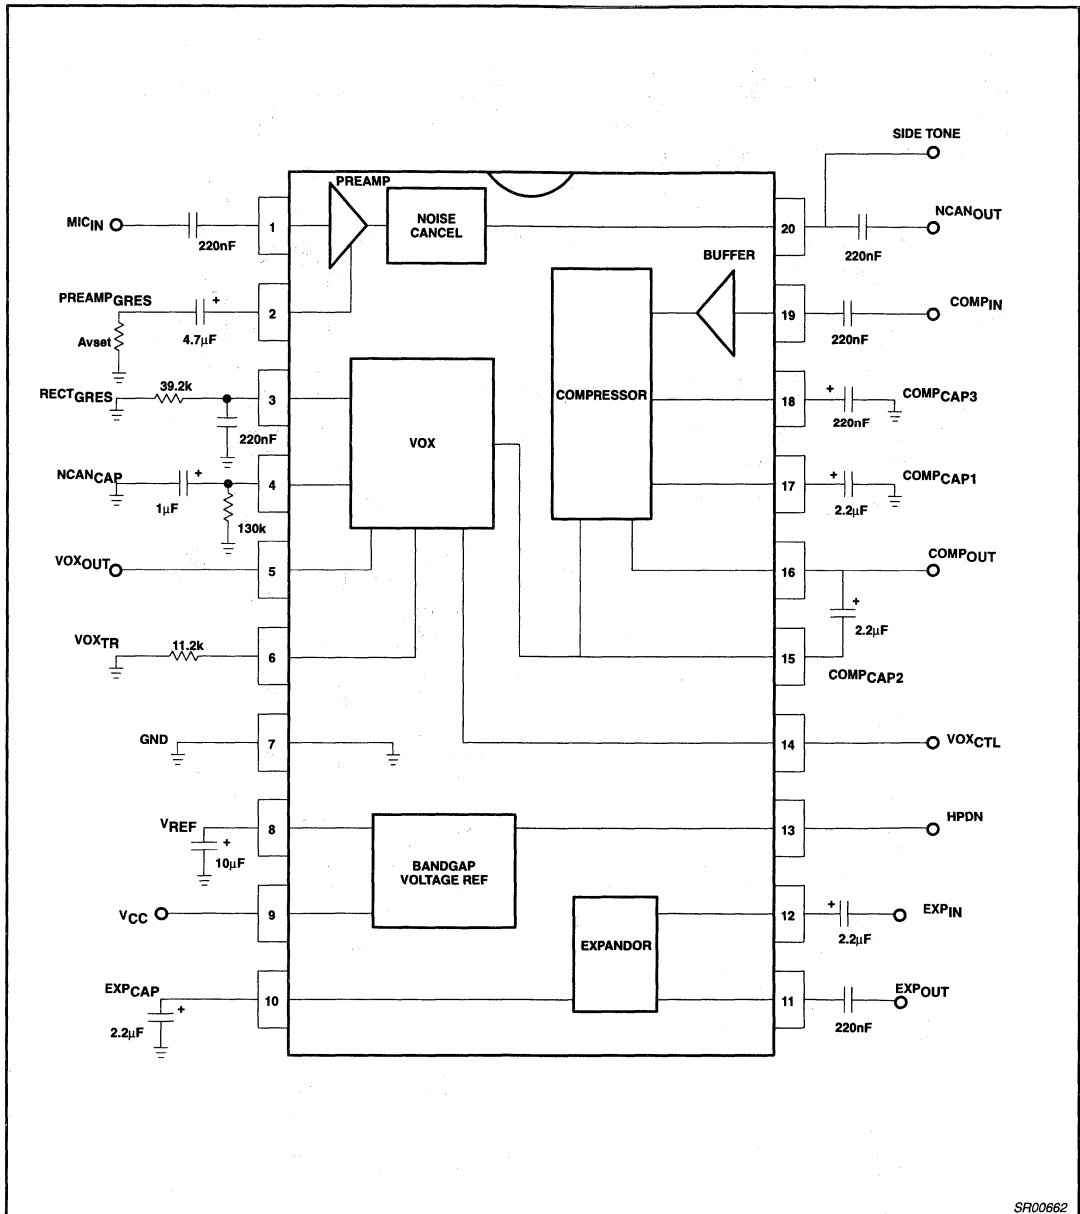 SIDE TONE
PREAMP
MICIN
220nF
1
NOISE
CANCEL
20
NCANOUT
220nF
BUFFER
PREAMPGRES
+
Avset
4.7µF
2
19
COMPIN
220nF
RECTGRES
39.2k
220nF
3
VOX
COMPRESSOR
18
+
220nF
COMPCAP3
NCANCAP
+
1µF
130k
4
17
+
2.2µF
COMPCAP1
VOXOUT
5
16
COMPOUT
+
2.2µF
VOXTR
11.2k
6
15
COMPCAP2
GND
7
14
VOXCTL
VREF
+
10µF
8
BANDGAP
VOLTAGE REF
13
HPDN
VCC
9
EXPANDOR
12
+
2.2µF
EXPIN
EXPCAP
+
2.2µF
10
11
220nF
EXPOUT
SR00662